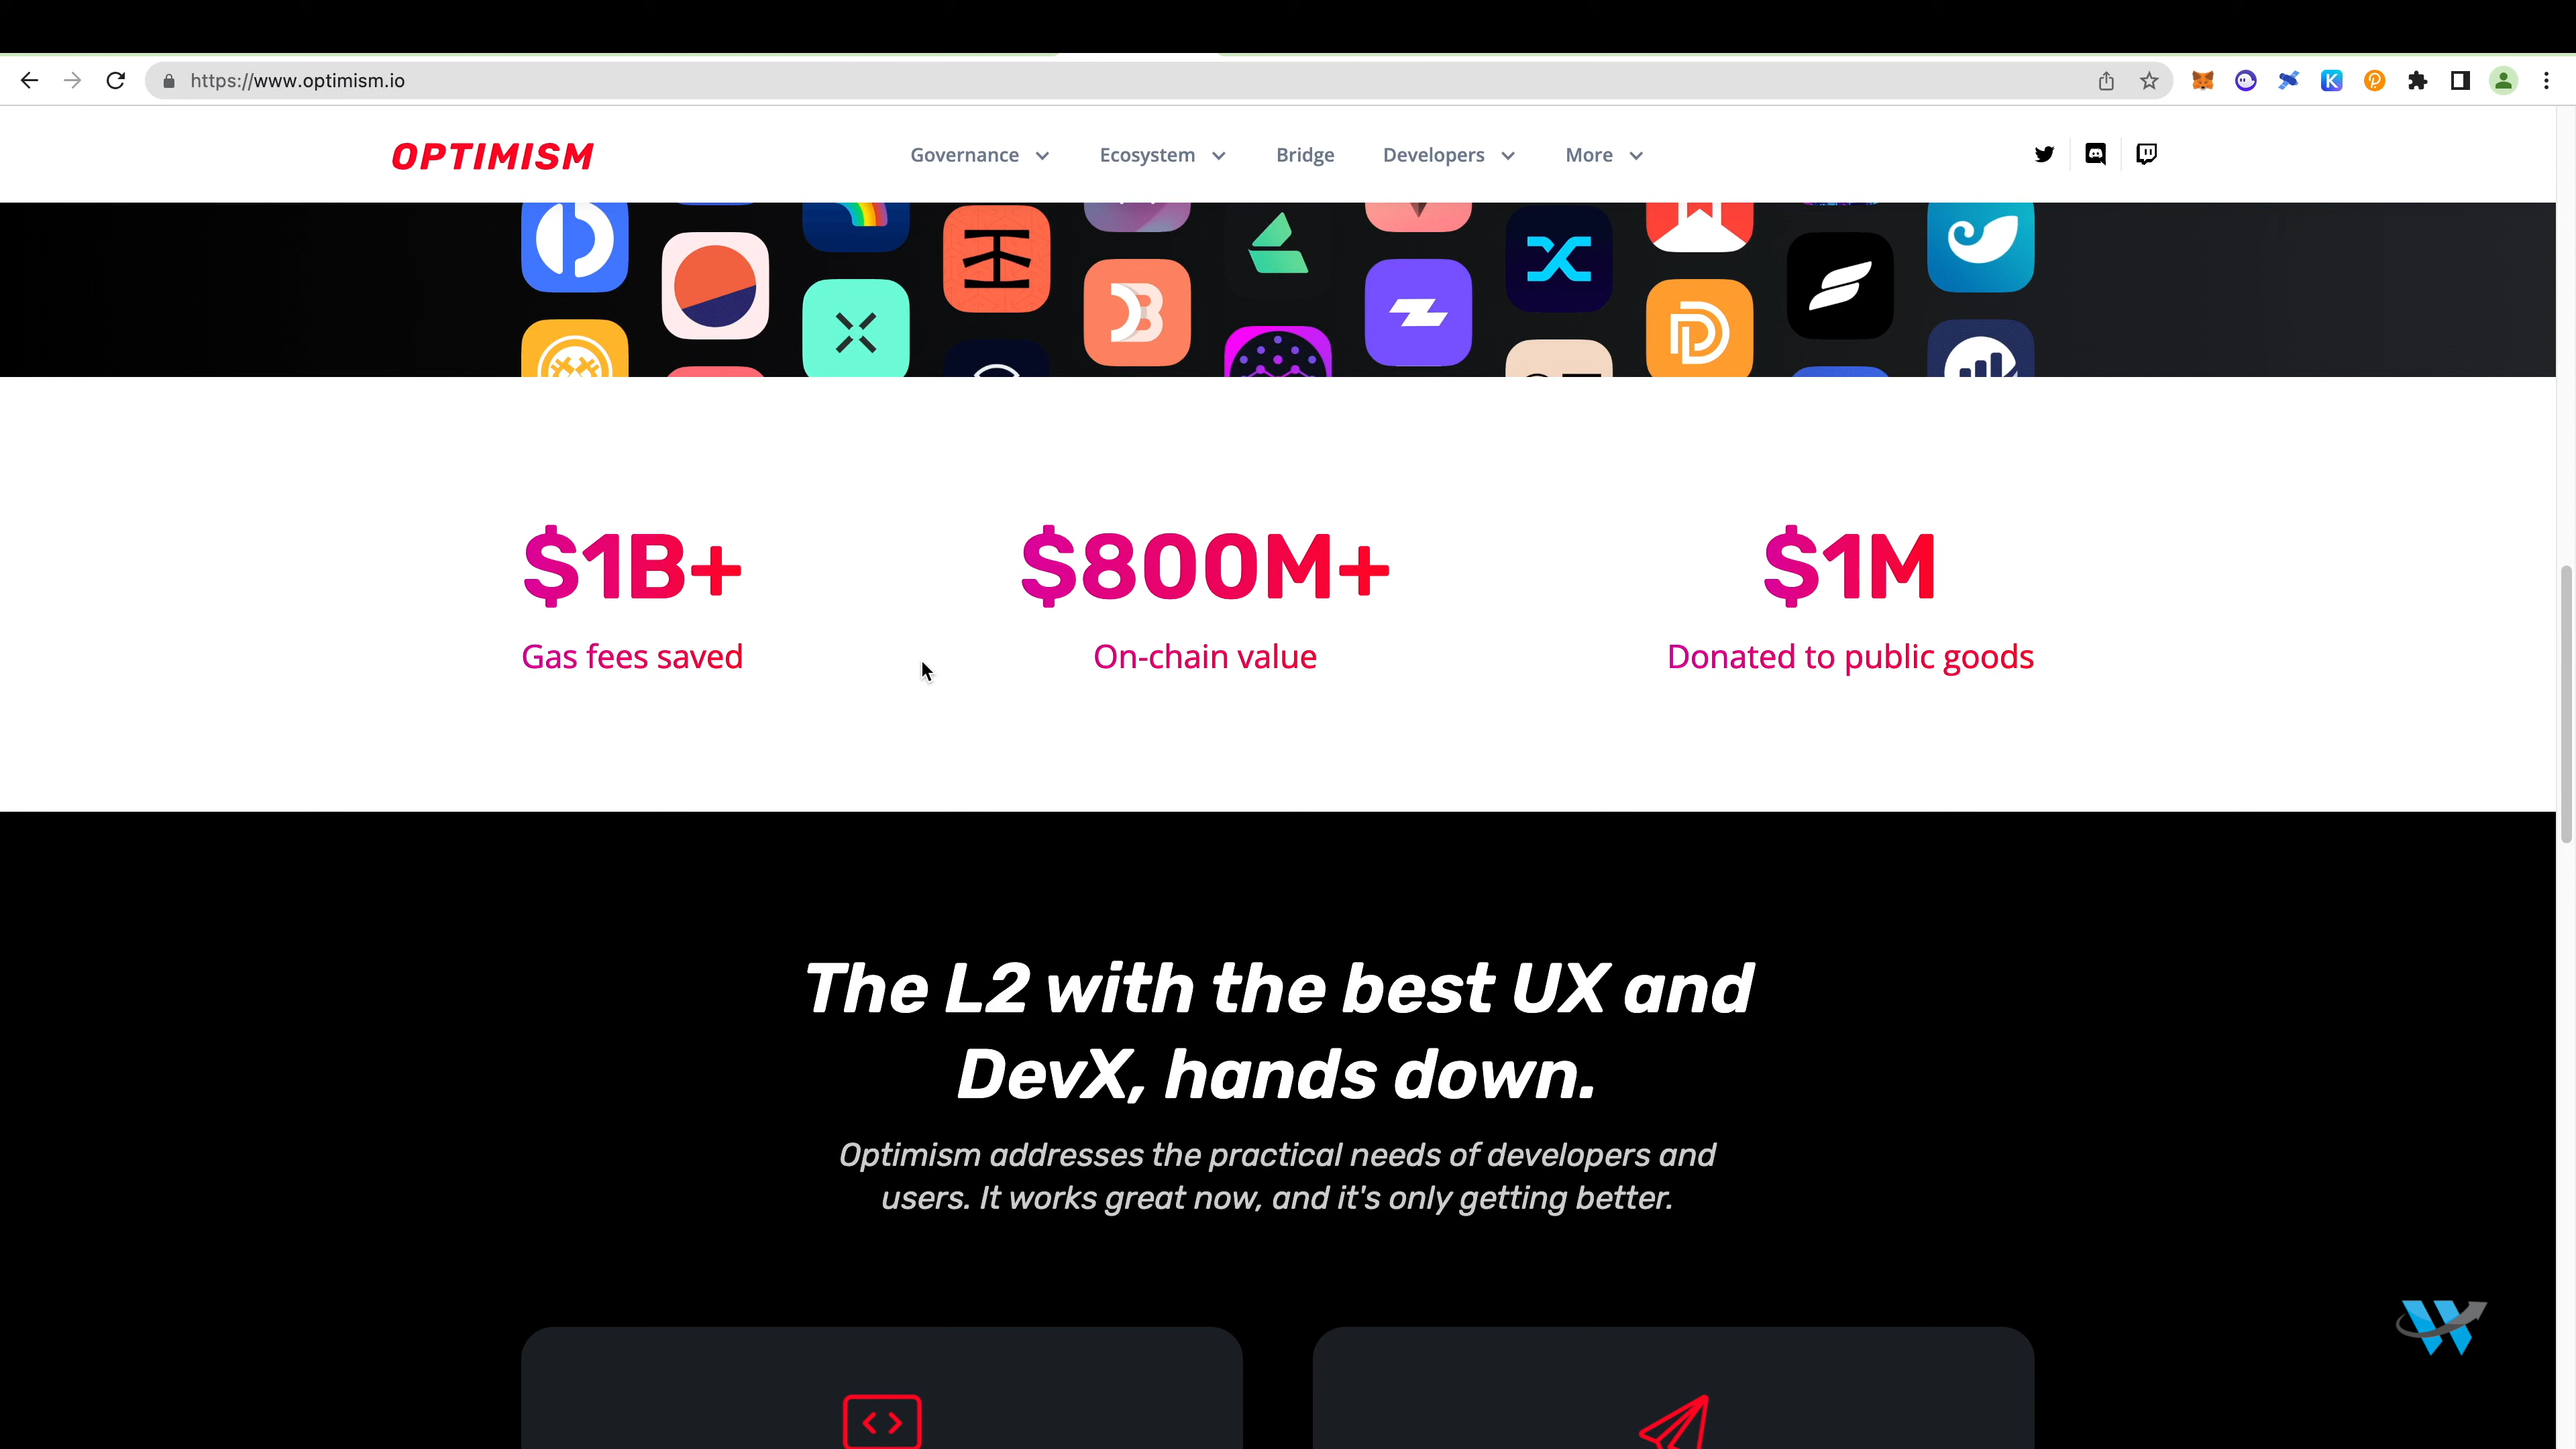 https://www.optimism.io
OPTIMISM
Governance
Ecosystem
Bridge
Developers
More
$1B+
$800M+
$1M
Gas fees saved
On-chain value
Donated to public goods
The L2 with the best UX and
DevX, hands down.
Optimism addresses the practical needs of developers and
users. It works great now, and it's only getting better.